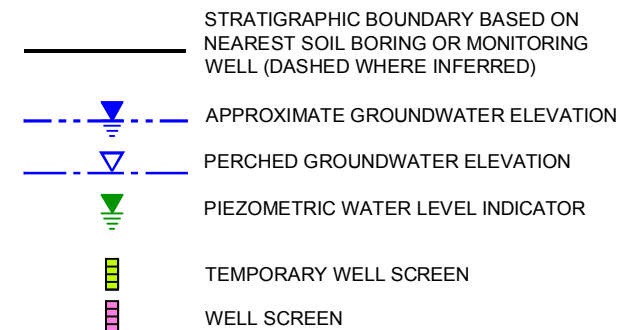 STRATIGRAPHIC BOUNDARY BASED ON
NEAREST SOIL BORING OR MONITORING
WELL (DASHED WHERE INFERRED)
APPROXIMATE GROUNDWATER ELEVATION
PERCHED GROUNDWATER ELEVATION
PIEZOMETRIC WATER LEVEL INDICATOR
TEMPORARY WELL SCREEN
WELL SCREEN